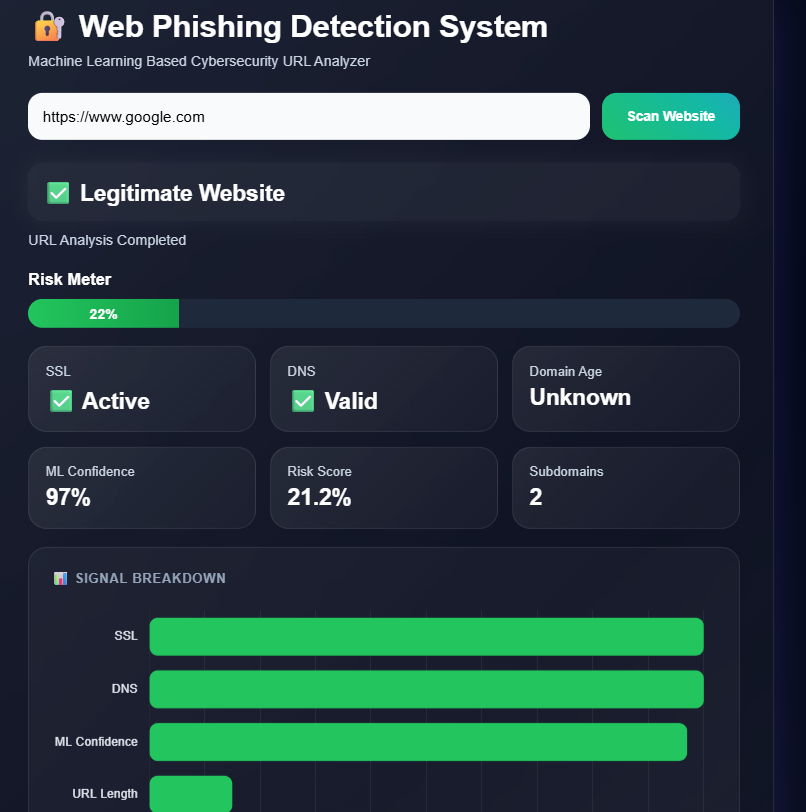 Web Phishing Detection System
Machine Learning Based Cybersecurity URL Analyzer
https://www.google.com
Scan Website
Legitimate Website
URL Analysis Completed
Risk Meter
22%
SSL
Active
DNS
Valid
Domain Age
Unknown
ML Confidence
97%
Risk Score
21.2%
Subdomains
2
SIGNAL BREAKDOWN
SSL
DNS
ML Confidence
URL Length